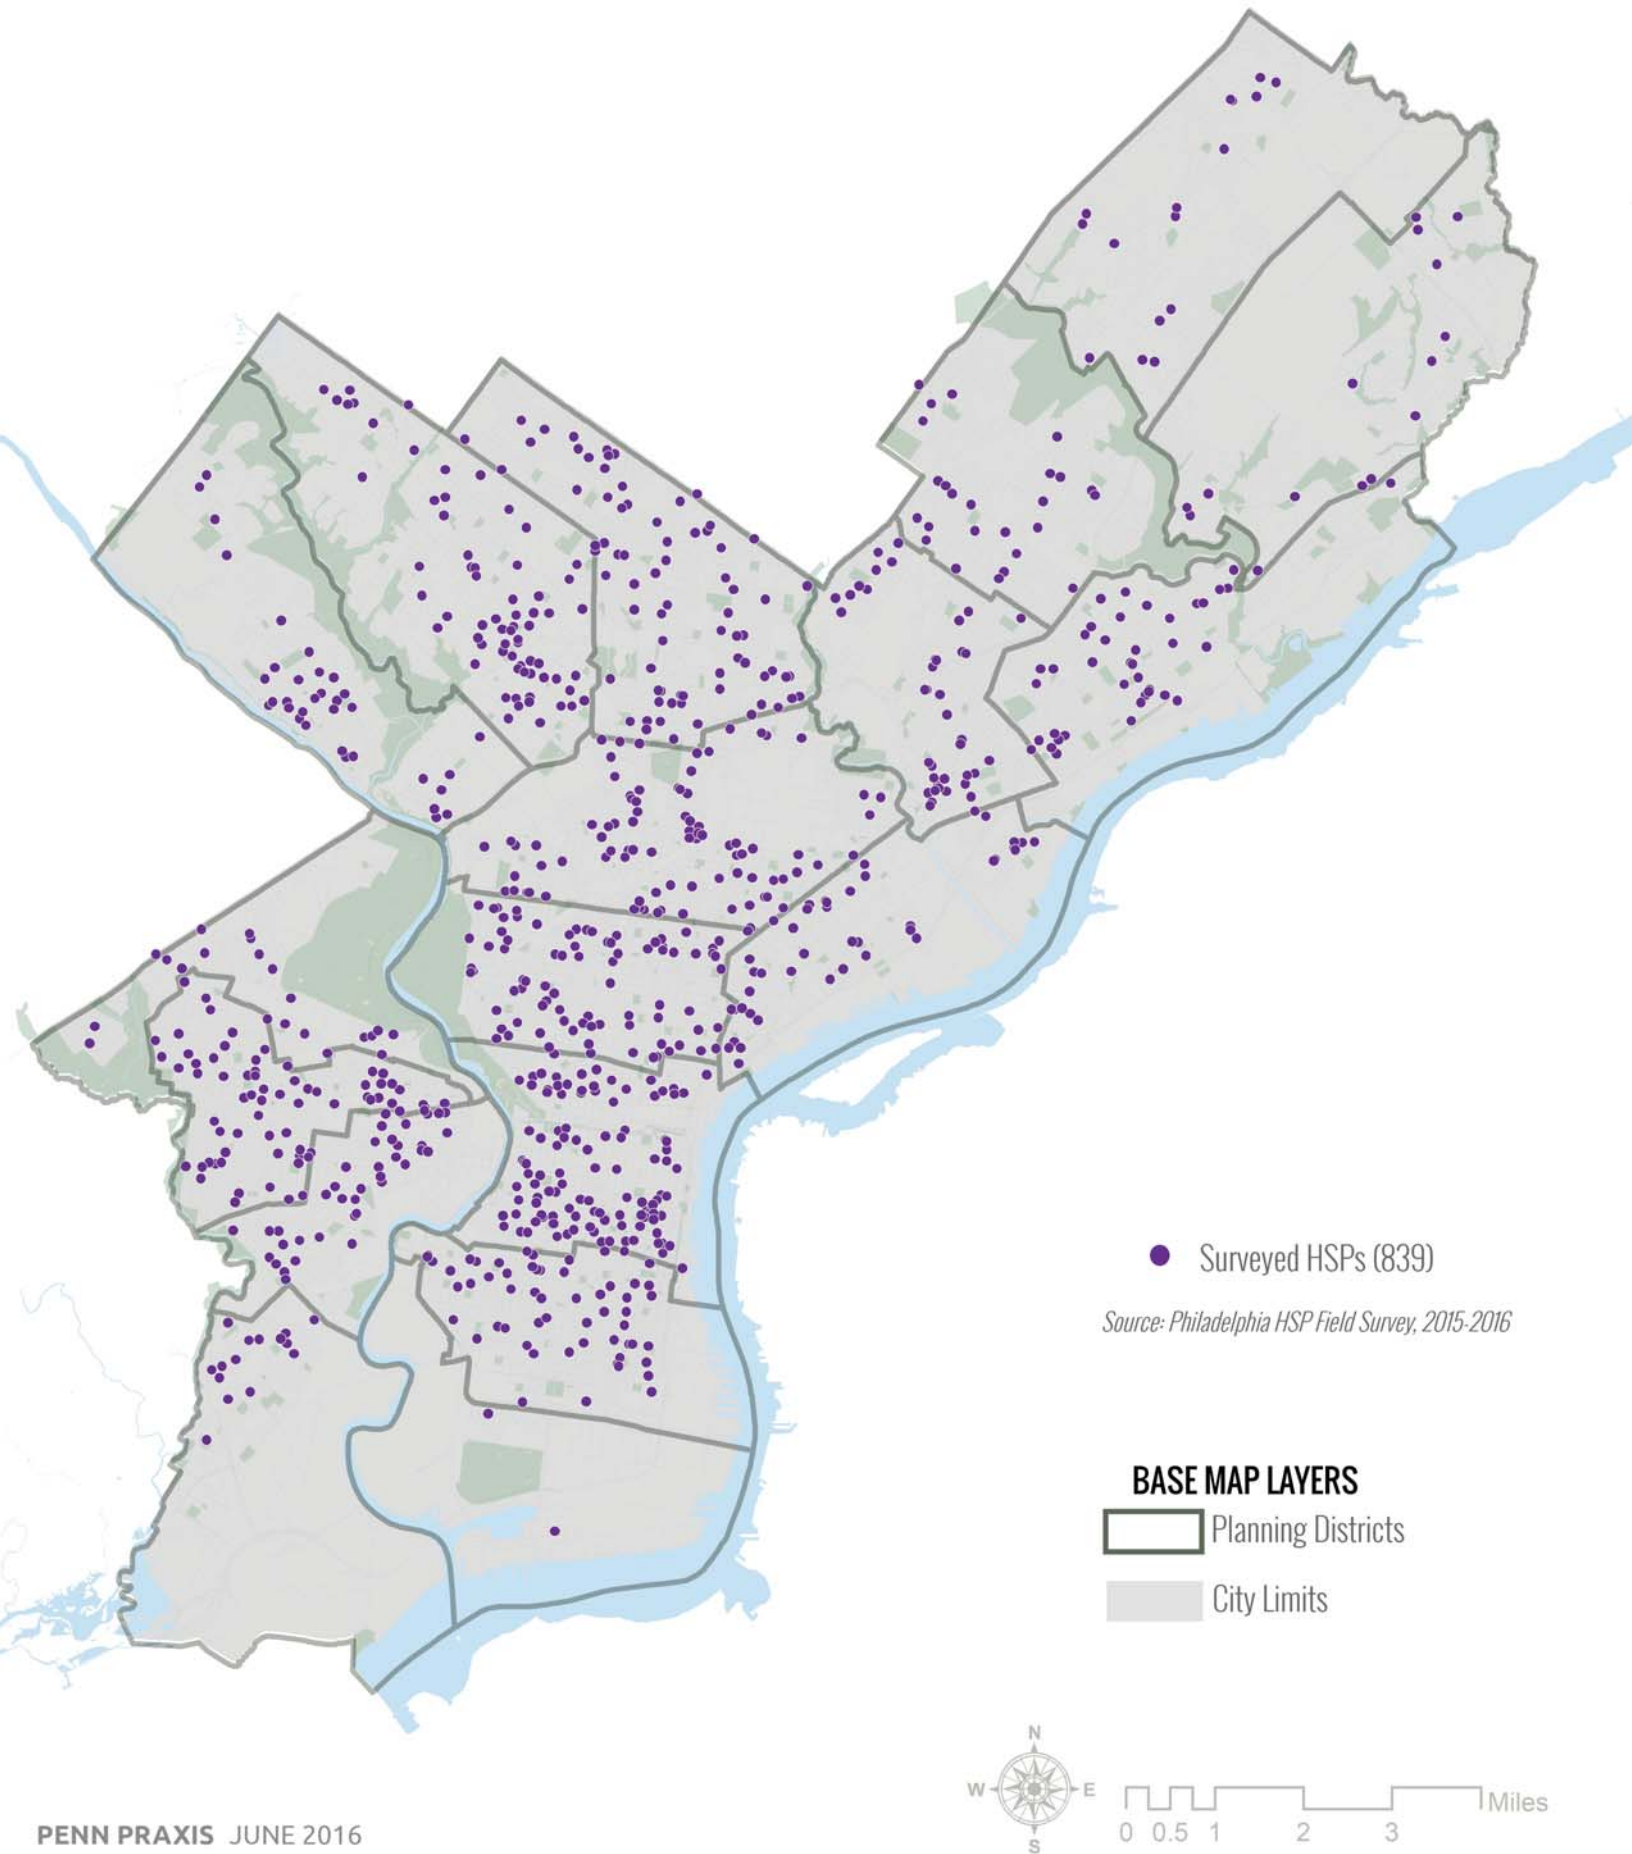 Surveyed HSPs (839)
Source: Philadelphia HSP Field Survey, 2015-2016
BASE MAP LAYERS
Planning Districts
City Limits
N
W E
S
Miles
0 0.5 1 2 3
PENN PRAXIS JUNE 2016